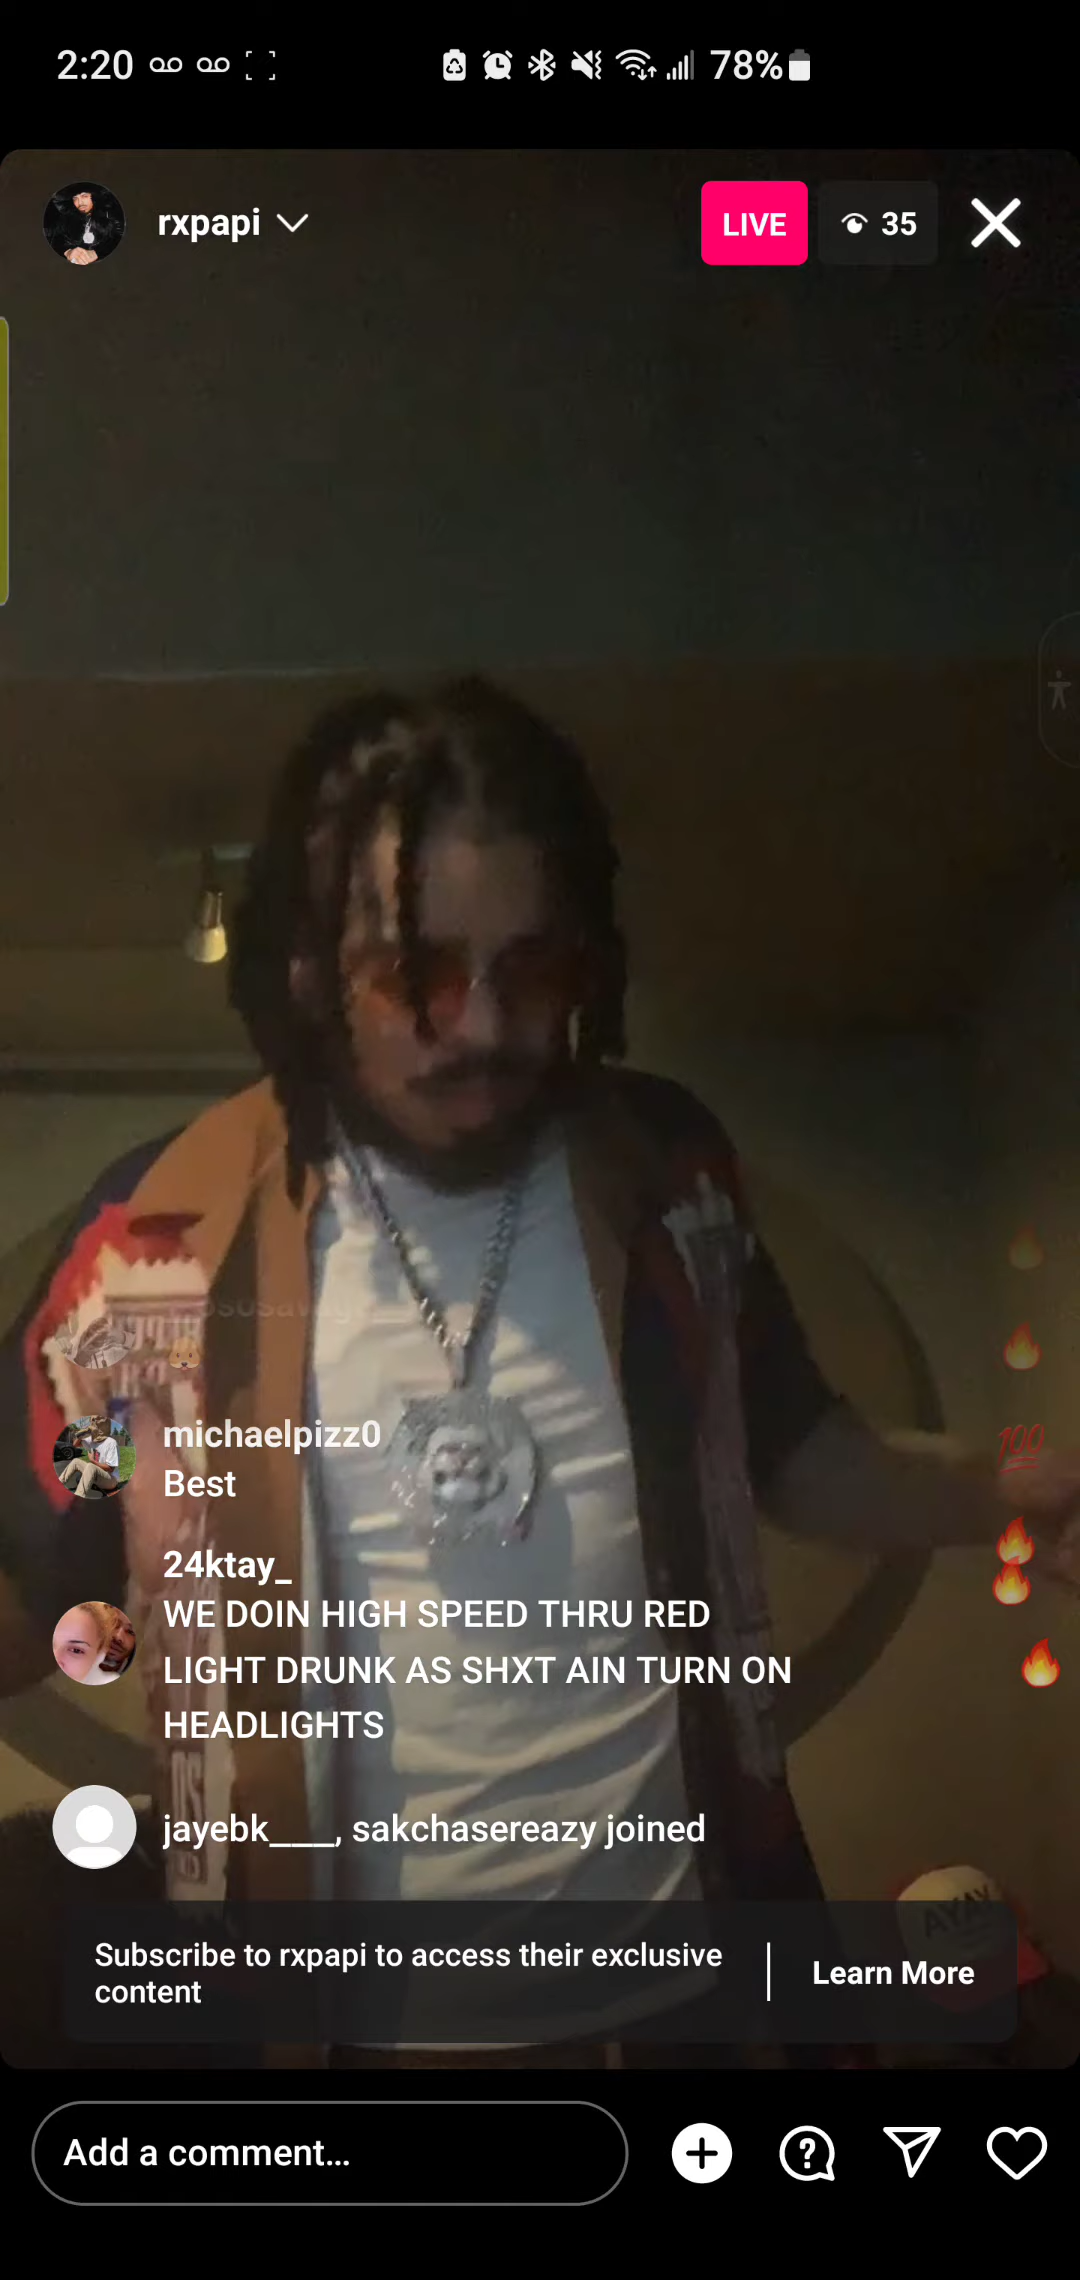 2:20
78%
rxpapi
LIVE
35
michaelpizz0
Best
24ktay_
WE DOIN HIGH SPEED THRU RED
LIGHT DRUNK AS SHXT AIN TURN ON
HEADLIGHTS
jayebk___, sakchasereazy joined
Subscribe to rxpapi to access their exclusive
content
Learn More
Add a comment...